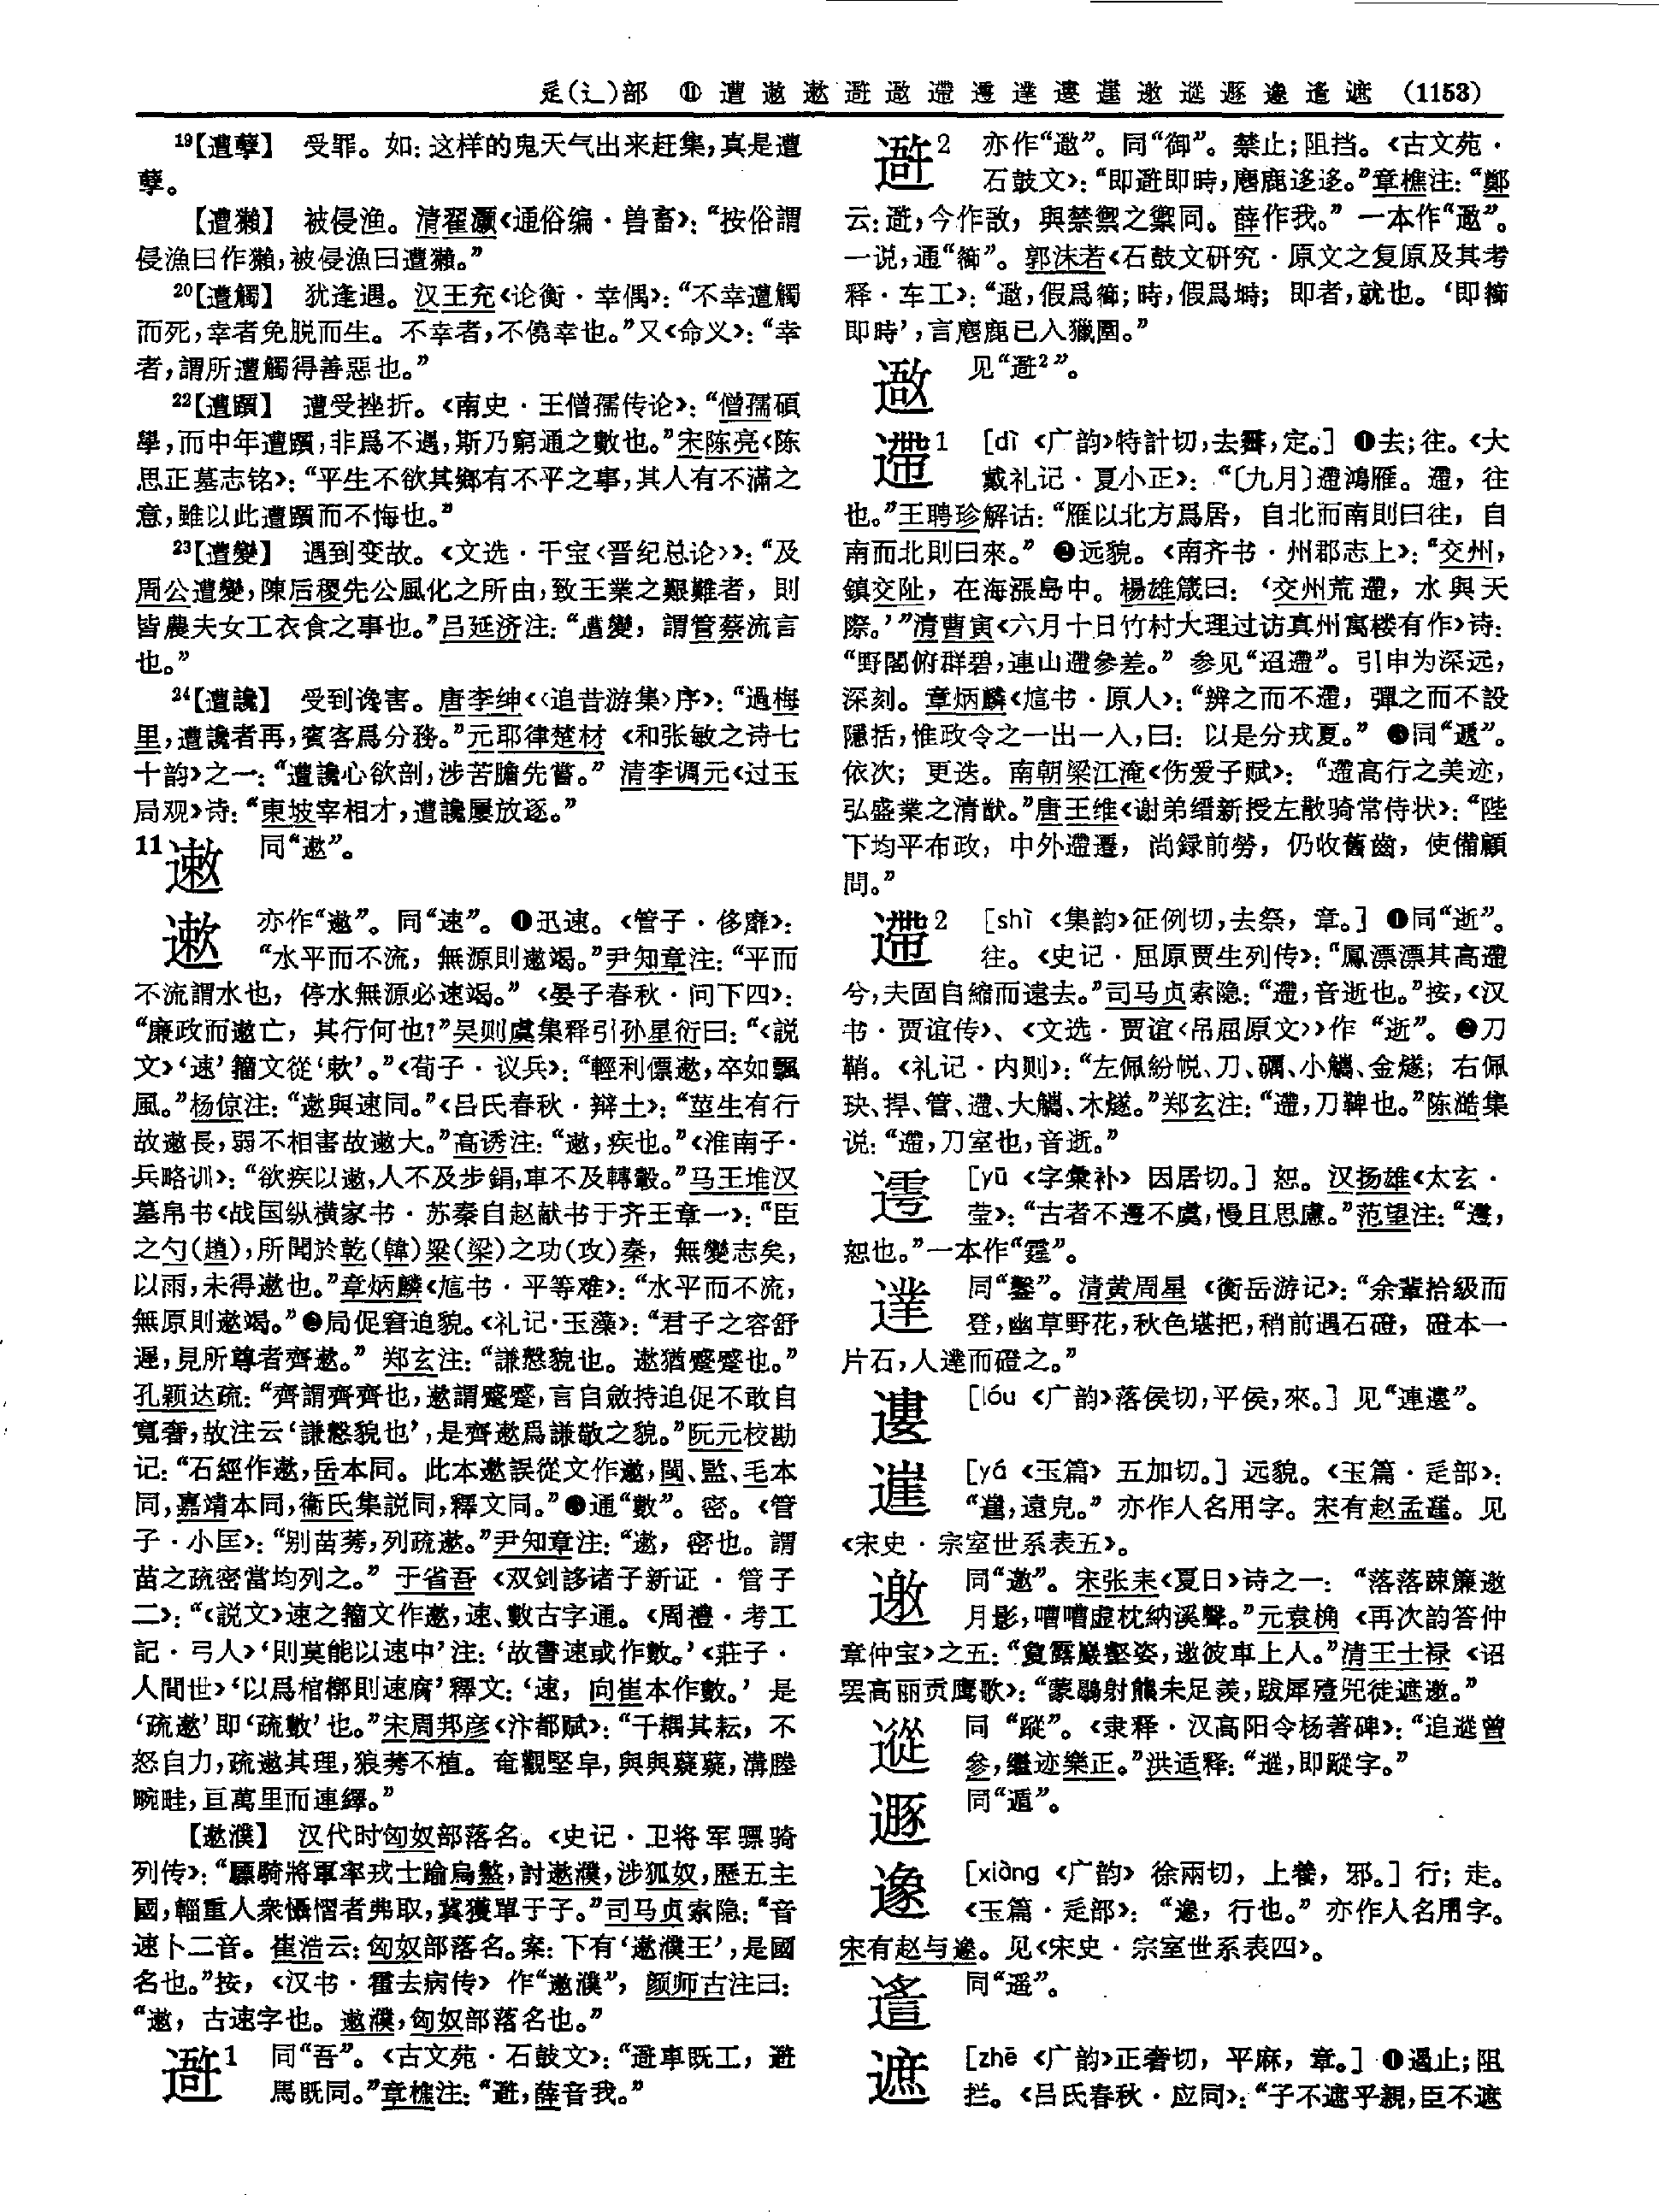 辵(辶)部 ⑪ 遭 遬 遫 遻 遰 遱 遮 (1153)
19【遭孽】 受罪。如:这样的鬼天气出来赶集,真是遭
孽。
【遭獺】 被侵渔。清翟灏《通俗编·兽畜》:“按俗謂
侵漁曰作獺,被侵漁曰遭獺。”
20【遭觸】 犹逢遇。汉王充《论衡·幸偶》:“不幸遭觸
而死,幸者免脱而生。不幸者,不僥幸也。”又《命义》:“幸
者,謂所遭觸得善惡也。”
22【遭躓】 遭受挫折。《南史·王僧孺传论》:“僧孺碩
學,而中年遭躓,非爲不遇,斯乃窮通之數也。”宋陈亮《陈
思正墓志铭》:“平生不欲其鄉有不平之事,其人有不滿之
意,雖以此遭躓而不悔也。”
23【遭變】 遇到变故。《文选·干宝〈晋纪总论〉》:“及
周公遭變,陳后稷先公風化之所由,致王業之艱難者,則
皆農夫女工衣食之事也。”吕延济注:“遭變,謂管蔡流言
也。”
24【遭讒】 受到谗害。唐李绅《〈追昔游集〉序》:“過梅
里,遭讒者再,賓客爲分務。”元耶律楚材《和张敏之诗七
十韵》之一:“遭讒心欲剖,涉苦膽先嘗。”清李调元《过玉
局观》诗:“東坡宰相才,遭讒屢放逐。”
11遬 同“遫”。
遫 亦作“遬”。同“速”。❶迅速。《管子·侈靡》:
“水平而不流,無源則遫竭。”尹知章注:“平而
不流謂水也,停水無源必速竭。”《晏子春秋·问下四》:
“廉政而遫亡,其行何也?”吴则虞集释引孙星衍曰:“《説
文》‘速’籀文從‘欶’。”《荀子·议兵》:“輕利僄遫,卒如飄
風。”杨倞注:“遫與速同。”《吕氏春秋·辩土》:“莖生有行
故遫長,弱不相害故遫大。”高诱注:“遫,疾也。”《淮南子·
兵略训》:“欲疾以遫,人不及步鋗,車不及轉轂。”马王堆汉
墓帛书《战国纵横家书·苏秦自赵献书于齐王章一》:“臣
之勺(趙),所聞於乾(韓)梁(梁)之功(攻)秦,無變志矣,
以雨,未得遫也。”章炳麟《訄书·平等难》:“水平而不流,
無原則遫竭。”❷局促窘迫貌。《礼记·玉藻》:“君子之容舒
遲,見所尊者齊遫。”郑玄注:“謙慤貌也。遫猶蹙蹙也。”
孔颖达疏:“齊謂齊齊也,遫謂蹙蹙,言自斂持迫促不敢自
寬奢,故注云‘謙慤貌也’,是齊遫爲謙敬之貌。”阮元校勘
记:“石經作遫,岳本同。此本遫誤從文作遬,閩、監、毛本
同,嘉靖本同,衛氏集説同,釋文同。”❸通“數”。密。《管
子·小匡》:“别苗莠,列疏遫。”尹知章注:“遫,密也。謂
苗之疏密當均列之。”于省吾《双剑誃诸子新证·管子
二》:“《説文》速之籀文作遫,速、數古字通。《周禮·考工
記·弓人》‘則莫能以速中’注:‘故書速或作數。’《莊子·
人間世》‘以爲棺槨則速腐’釋文:‘速,向崔本作數。’是
‘疏遫’即‘疏數’也。”宋周邦彦《汴都赋》:“千耦其耘,不
怒自力,疏遫其理,狼莠不植。奄觀堅阜,與與薿薿,溝塍
畹畦,亘萬里而連繹。”
【遫濮】 汉代时匈奴部落名。《史记·卫将军骠骑
列传》:“驃騎將軍率戎士踰烏盭,討遫濮,涉狐奴,歷五王
國,輜重人衆懾慴者弗取,冀獲單于子。”司马贞索隐:“音
速卜二音。崔浩云:匈奴部落名。案:下有‘遫濮王’,是國
名也。”按,《汉书·霍去病传》作“遬濮”,颜师古注曰:
“遬,古速字也。遬濮,匈奴部落名也。”
1 同“吾”。《古文苑·石鼓文》:“車既工,
馬既同。”章樵注:“薛音我。”
2 禁止;阻挡。《古文苑·
石鼓文》:“即時,麀鹿迻迻。”章樵注:“鄭
云:今作敔,與禁禦之禦同。薛作我。”
一说,通“御”。郭沫若《石鼓文研究·原文之复原及其考
释·车工》:時,假爲塒;即者,就也。
即時’,言麀鹿已入獵圍。”
遰1 [dì《广韵》特計切,去霽,定。] ❶去;往。《大
戴礼记·夏小正》:“〔九月〕遰鴻雁。遰,往
也。”王聘珍解诂:“雁以北方爲居,自北而南則曰往,自
南而北則曰來。”❷远貌。《南齐书·州郡志上》:“交州,
鎮交阯,在海漲島中。楊雄箴曰:‘交州荒遰,水與天
際。’”清曹寅《六月十日竹村大理过访真州寓楼有作》诗:
“野閣俯群碧,連山遰參差。”参见“迢遰”。引申为深远,
深刻。章炳麟《訄书·原人》:“辨之而不遰,彈之而不設
隱括,惟政令之一出一入,曰:以是分戎夏。”❸同“递”。
依次;更迭。南朝梁江淹《伤爱子赋》:“遰高行之美迹,
弘盛業之清猷。”唐王维《谢弟缙新授左散骑常侍状》:“陛
下均平布政,中外遰遷,尚録前勞,仍收舊齒,使備顧
問。”
遰2 [shì《集韵》征例切,去祭,章。] ❶同“逝”。
往。《史记·屈原贾生列传》:“鳳漂漂其高遰
兮,夫固自縮而遠去。”司马贞索隐:“遰,音逝也。”按,《汉
书·贾谊传》、《文选·贾谊〈吊屈原文〉》作“逝”。❷刀
鞘。《礼记·内则》:“左佩紛帨、刀、礪、小觿、金燧;右佩
玦、捍、管、遰、大觿、木燧。”郑玄注:“遰,刀鞞也。”陈澔集
说:“遰,刀室也,音逝。”
[yū《字彙补》因居切。] 恕。汉扬雄《太玄·
莹》:“古者不不虞,慢且思慮。”范望注:
恕也。”一本作“霆”。
清黄周星《衡岳游记》:“余輩拾級而
登,幽草野花,秋色堪把,稍前遇石磴,磴本一
片石,人而磴之。”
遱 [lóu《广韵》落侯切,平侯,來。] 见“連遱”。
[yá《玉篇》五加切。] 远貌。《玉篇·辵部》:
遠皃。”亦作人名用字。宋有赵孟。见
《宋史·宗室世系表五》。
同“邀”。宋张耒《夏日》诗之一:“落落疎簾邀
月影,嘈嘈虚枕納溪聲。”元袁桷《再次韵答仲
章仲宝》之五:巖壑姿,邀彼車上人。”清王士禄《诏
罢高丽贡鹰歌》:射熊未足羡,跋犀殪兕徒遮邀。”
同“蹤”。《隶释·汉高阳令杨著碑》:“追曾
参,繼迹樂正。”洪适释:即蹤字。”
同“遁”。
[xiàng《广韵》徐兩切,上養,邪。] 行;走。
《玉篇·辵部》:行也。”亦作人名用字。
宋有赵与。见《宋史·宗室世系表四》。
同“遥”。
遮 [zhē《广韵》正奢切,平麻,章。] ❶遏止;阻
拦。《吕氏春秋·应同》:“子不遮乎親,臣不遮